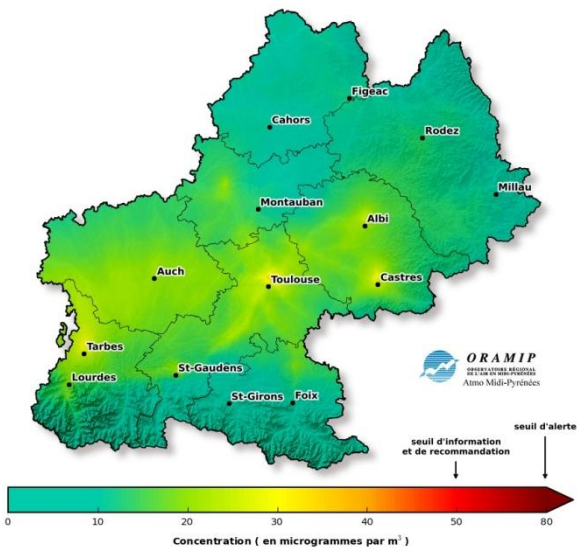 Figeac
Cahors
Rodez
Millau
Montauban
Albi
Auch
Toulouse
Castres
Tarbes
St-Gaudens
Lourdes
St-Girons
Foix
ORAMIP
OBSERVATOIRE RÉGIONAL
DE L'AIR EN MIDI-PYRÉNÉES
Atmo Midi-Pyrénées
seuil d'alerte
seuil d'information
et de recommandation
0 10 20 30 40 50 80
Concentration ( en microgrammes par m³ )